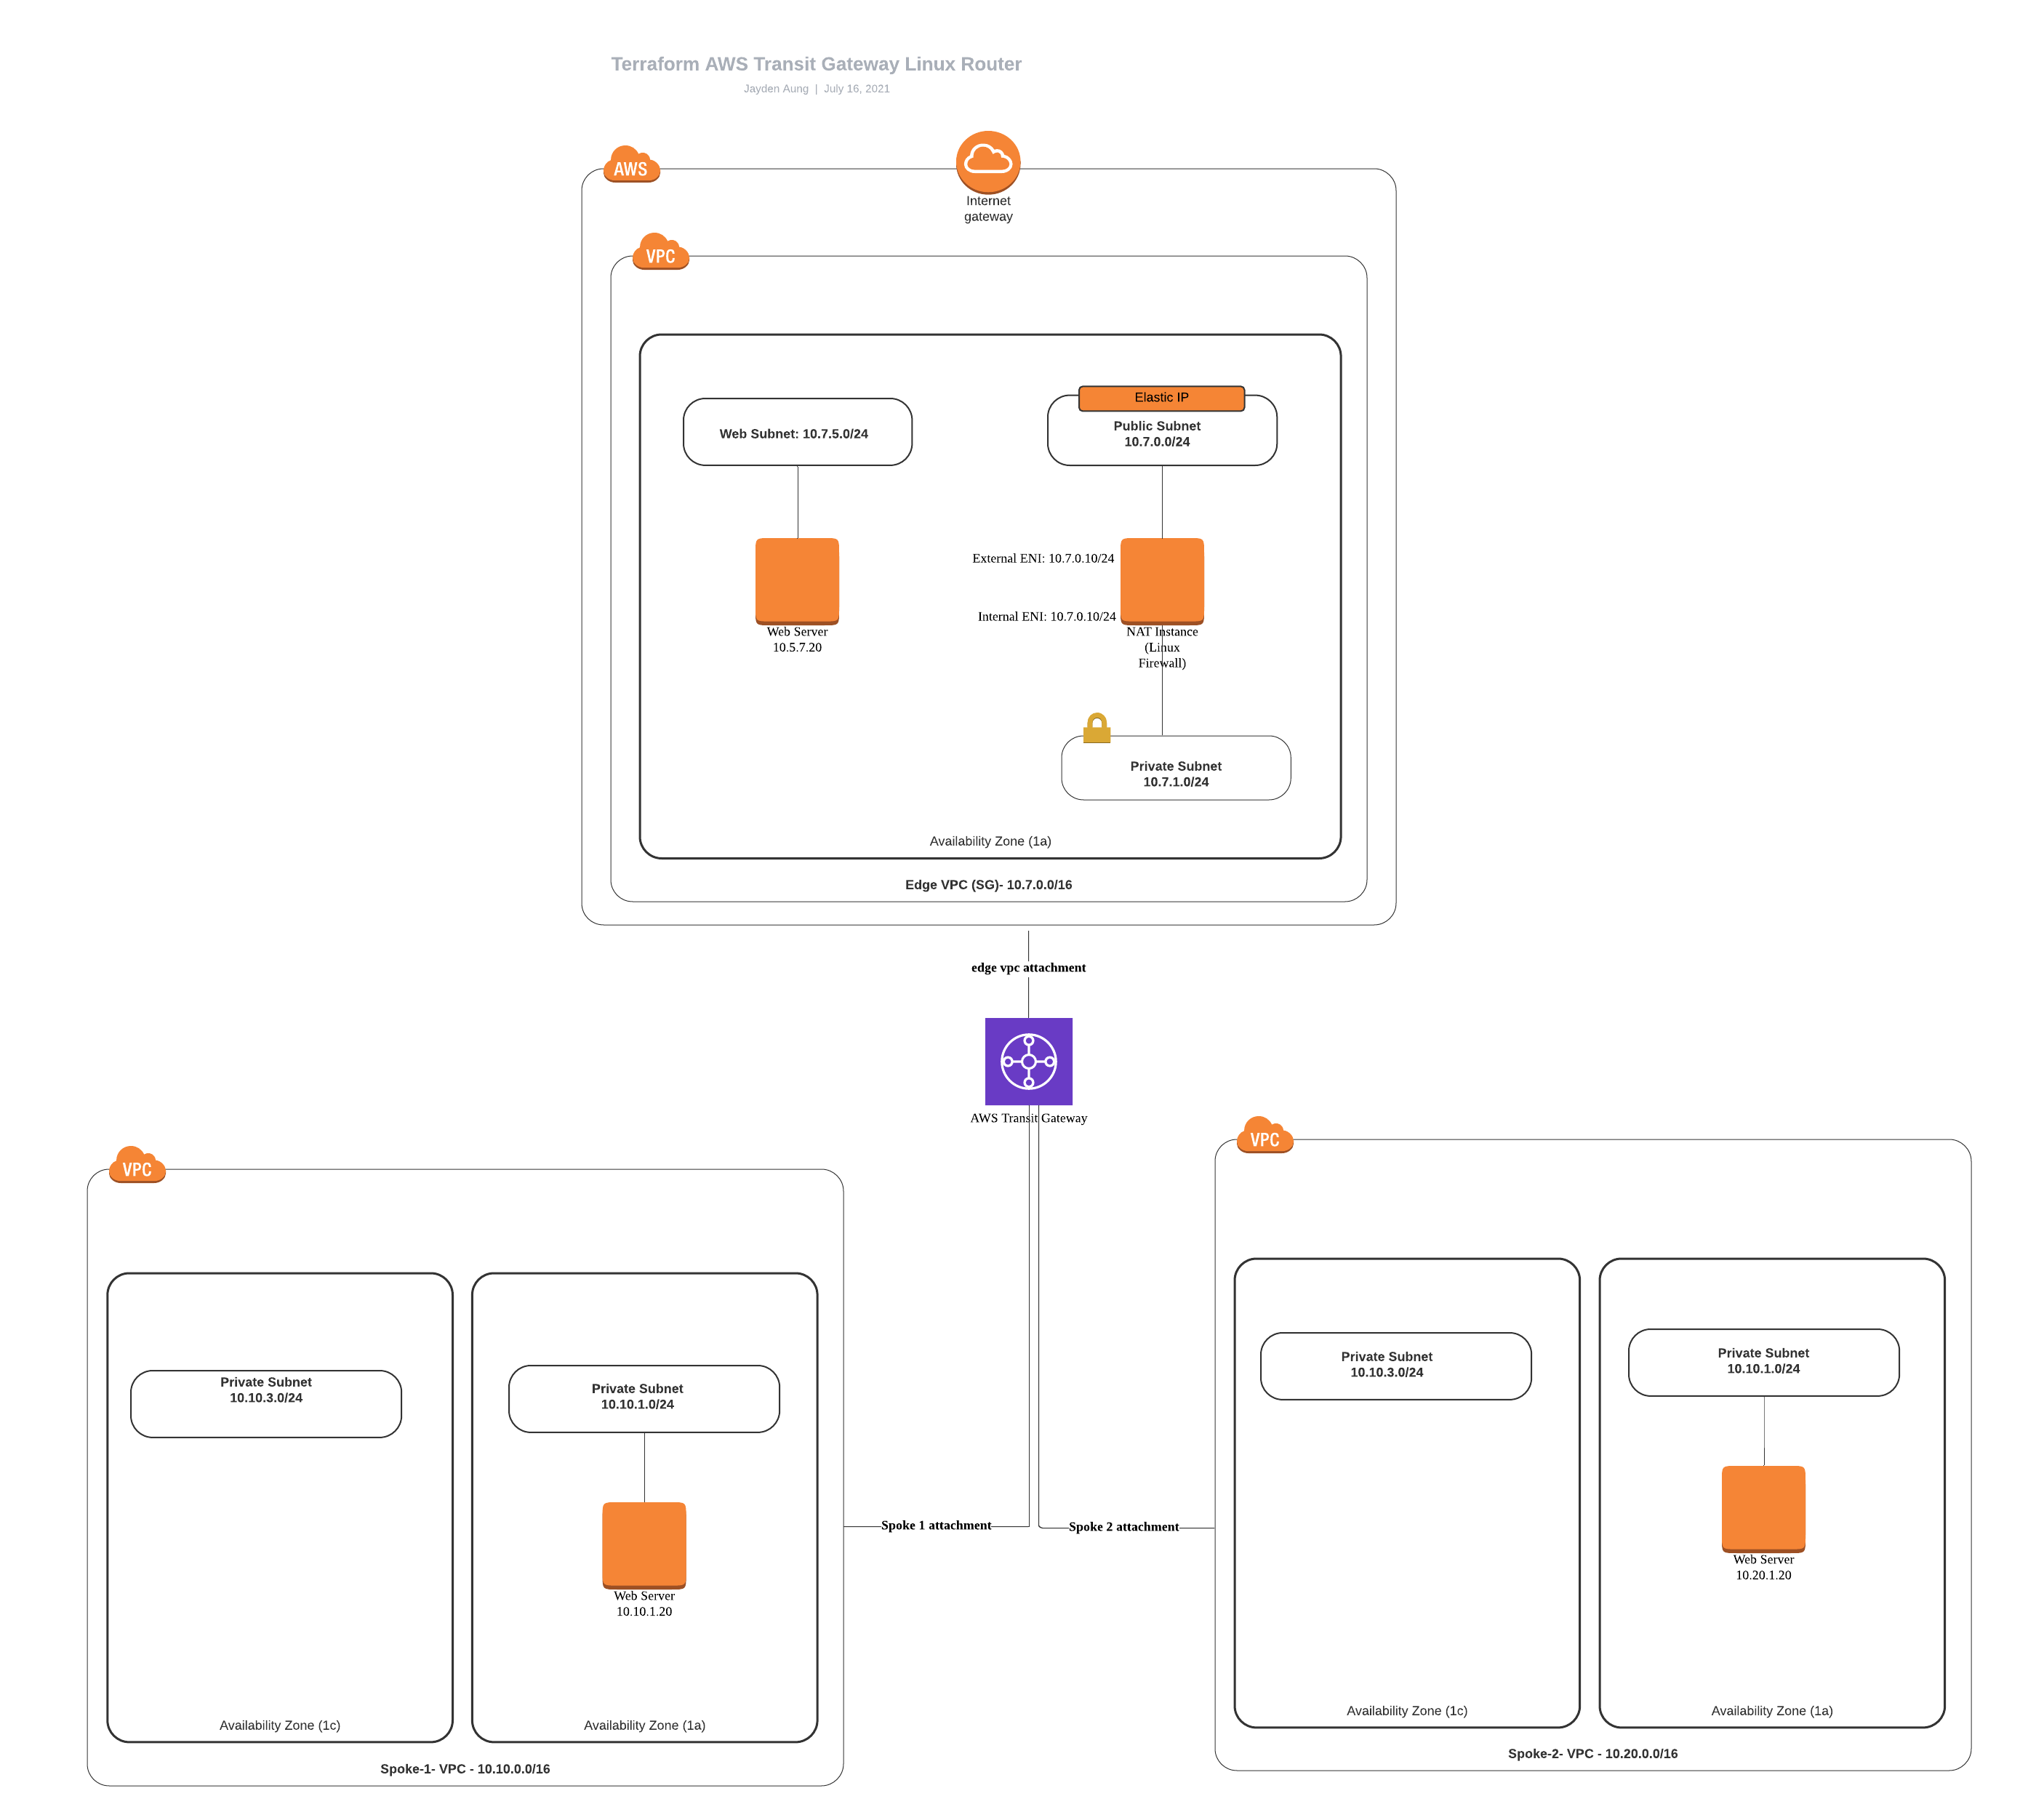 Terraform AWS Transit Gateway Linux Router
Jayden Aung | July 16, 2021
AWS
Internet
gateway
VPC
Elastic IP
Web Subnet: 10.7.5.0/24
Public Subnet
10.7.0.0/24
External ENI: 10.7.0.10/24
Internal ENI: 10.7.0.10/24
Web Server
10.5.7.20
NAT Instance
(Linux
Firewall)
Private Subnet
10.7.1.0/24
Availability Zone (1a)
Edge VPC (SG)- 10.7.0.0/16
edge vpc attachment
AWS Transit Gateway
VPC
Private Subnet
10.10.3.0/24
Private Subnet
10.10.1.0/24
Web Server
10.10.1.20
Availability Zone (1c)
Availability Zone (1a)
Spoke-1- VPC - 10.10.0.0/16
Spoke 1 attachment
Spoke 2 attachment
VPC
Private Subnet
10.10.3.0/24
Private Subnet
10.10.1.0/24
Web Server
10.20.1.20
Availability Zone (1c)
Availability Zone (1a)
Spoke-2- VPC - 10.20.0.0/16